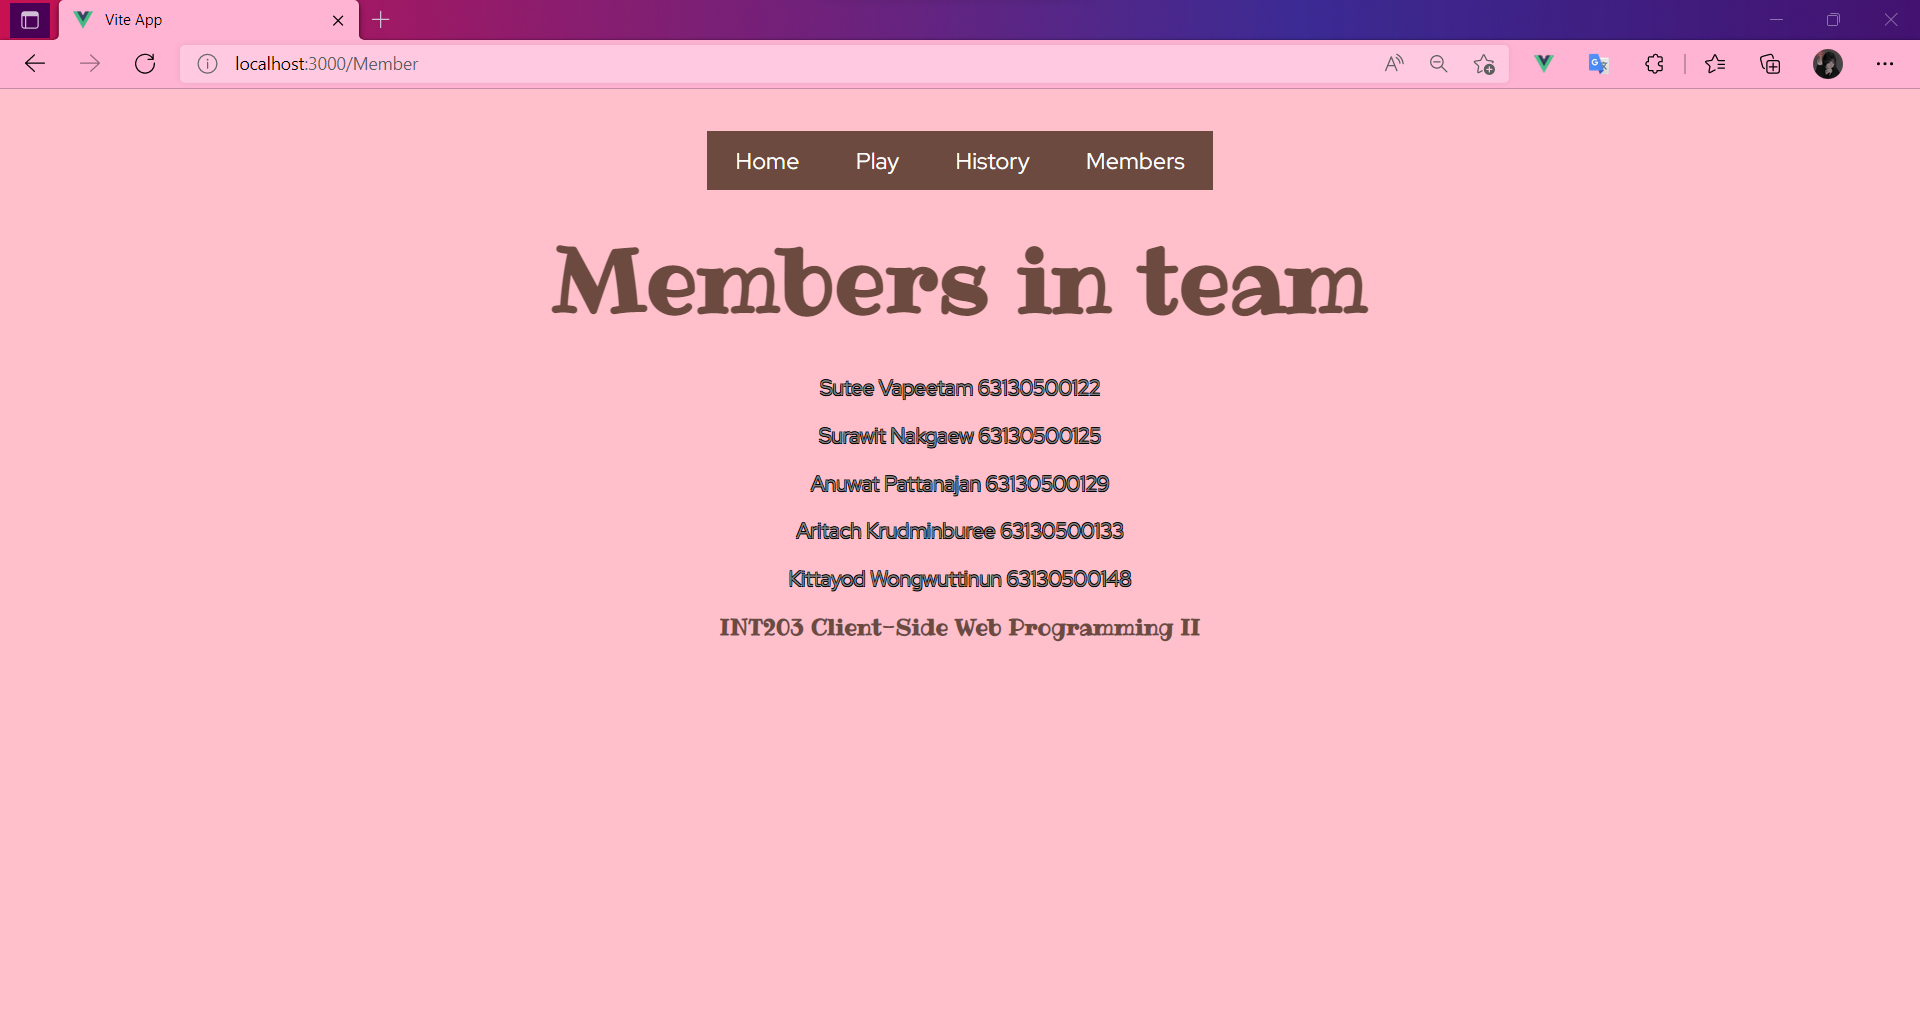 Vite App
localhost:3000/Member
Home Play History Members
Members in team
Sutee Vapeetam 63130500122
Surawit Nakgaew 63130500125
Anuwat Pattanajan 63130500129
Aritach Krudminburee 63130500133
Kittayod Wongwuttinun 63130500148
INT203 Client-Side Web Programming II